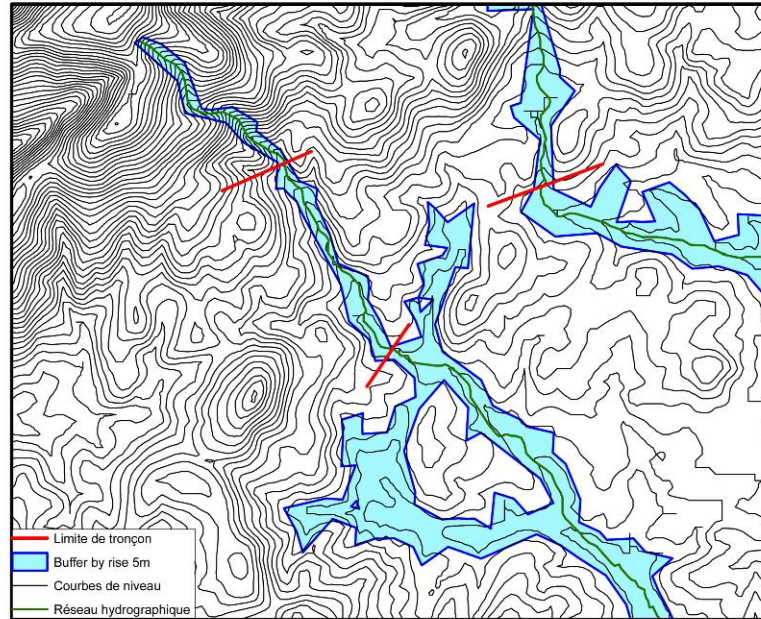 Limite de tronçon
Buffer by rise 5m
Courbes de niveau
Réseau hydrographique